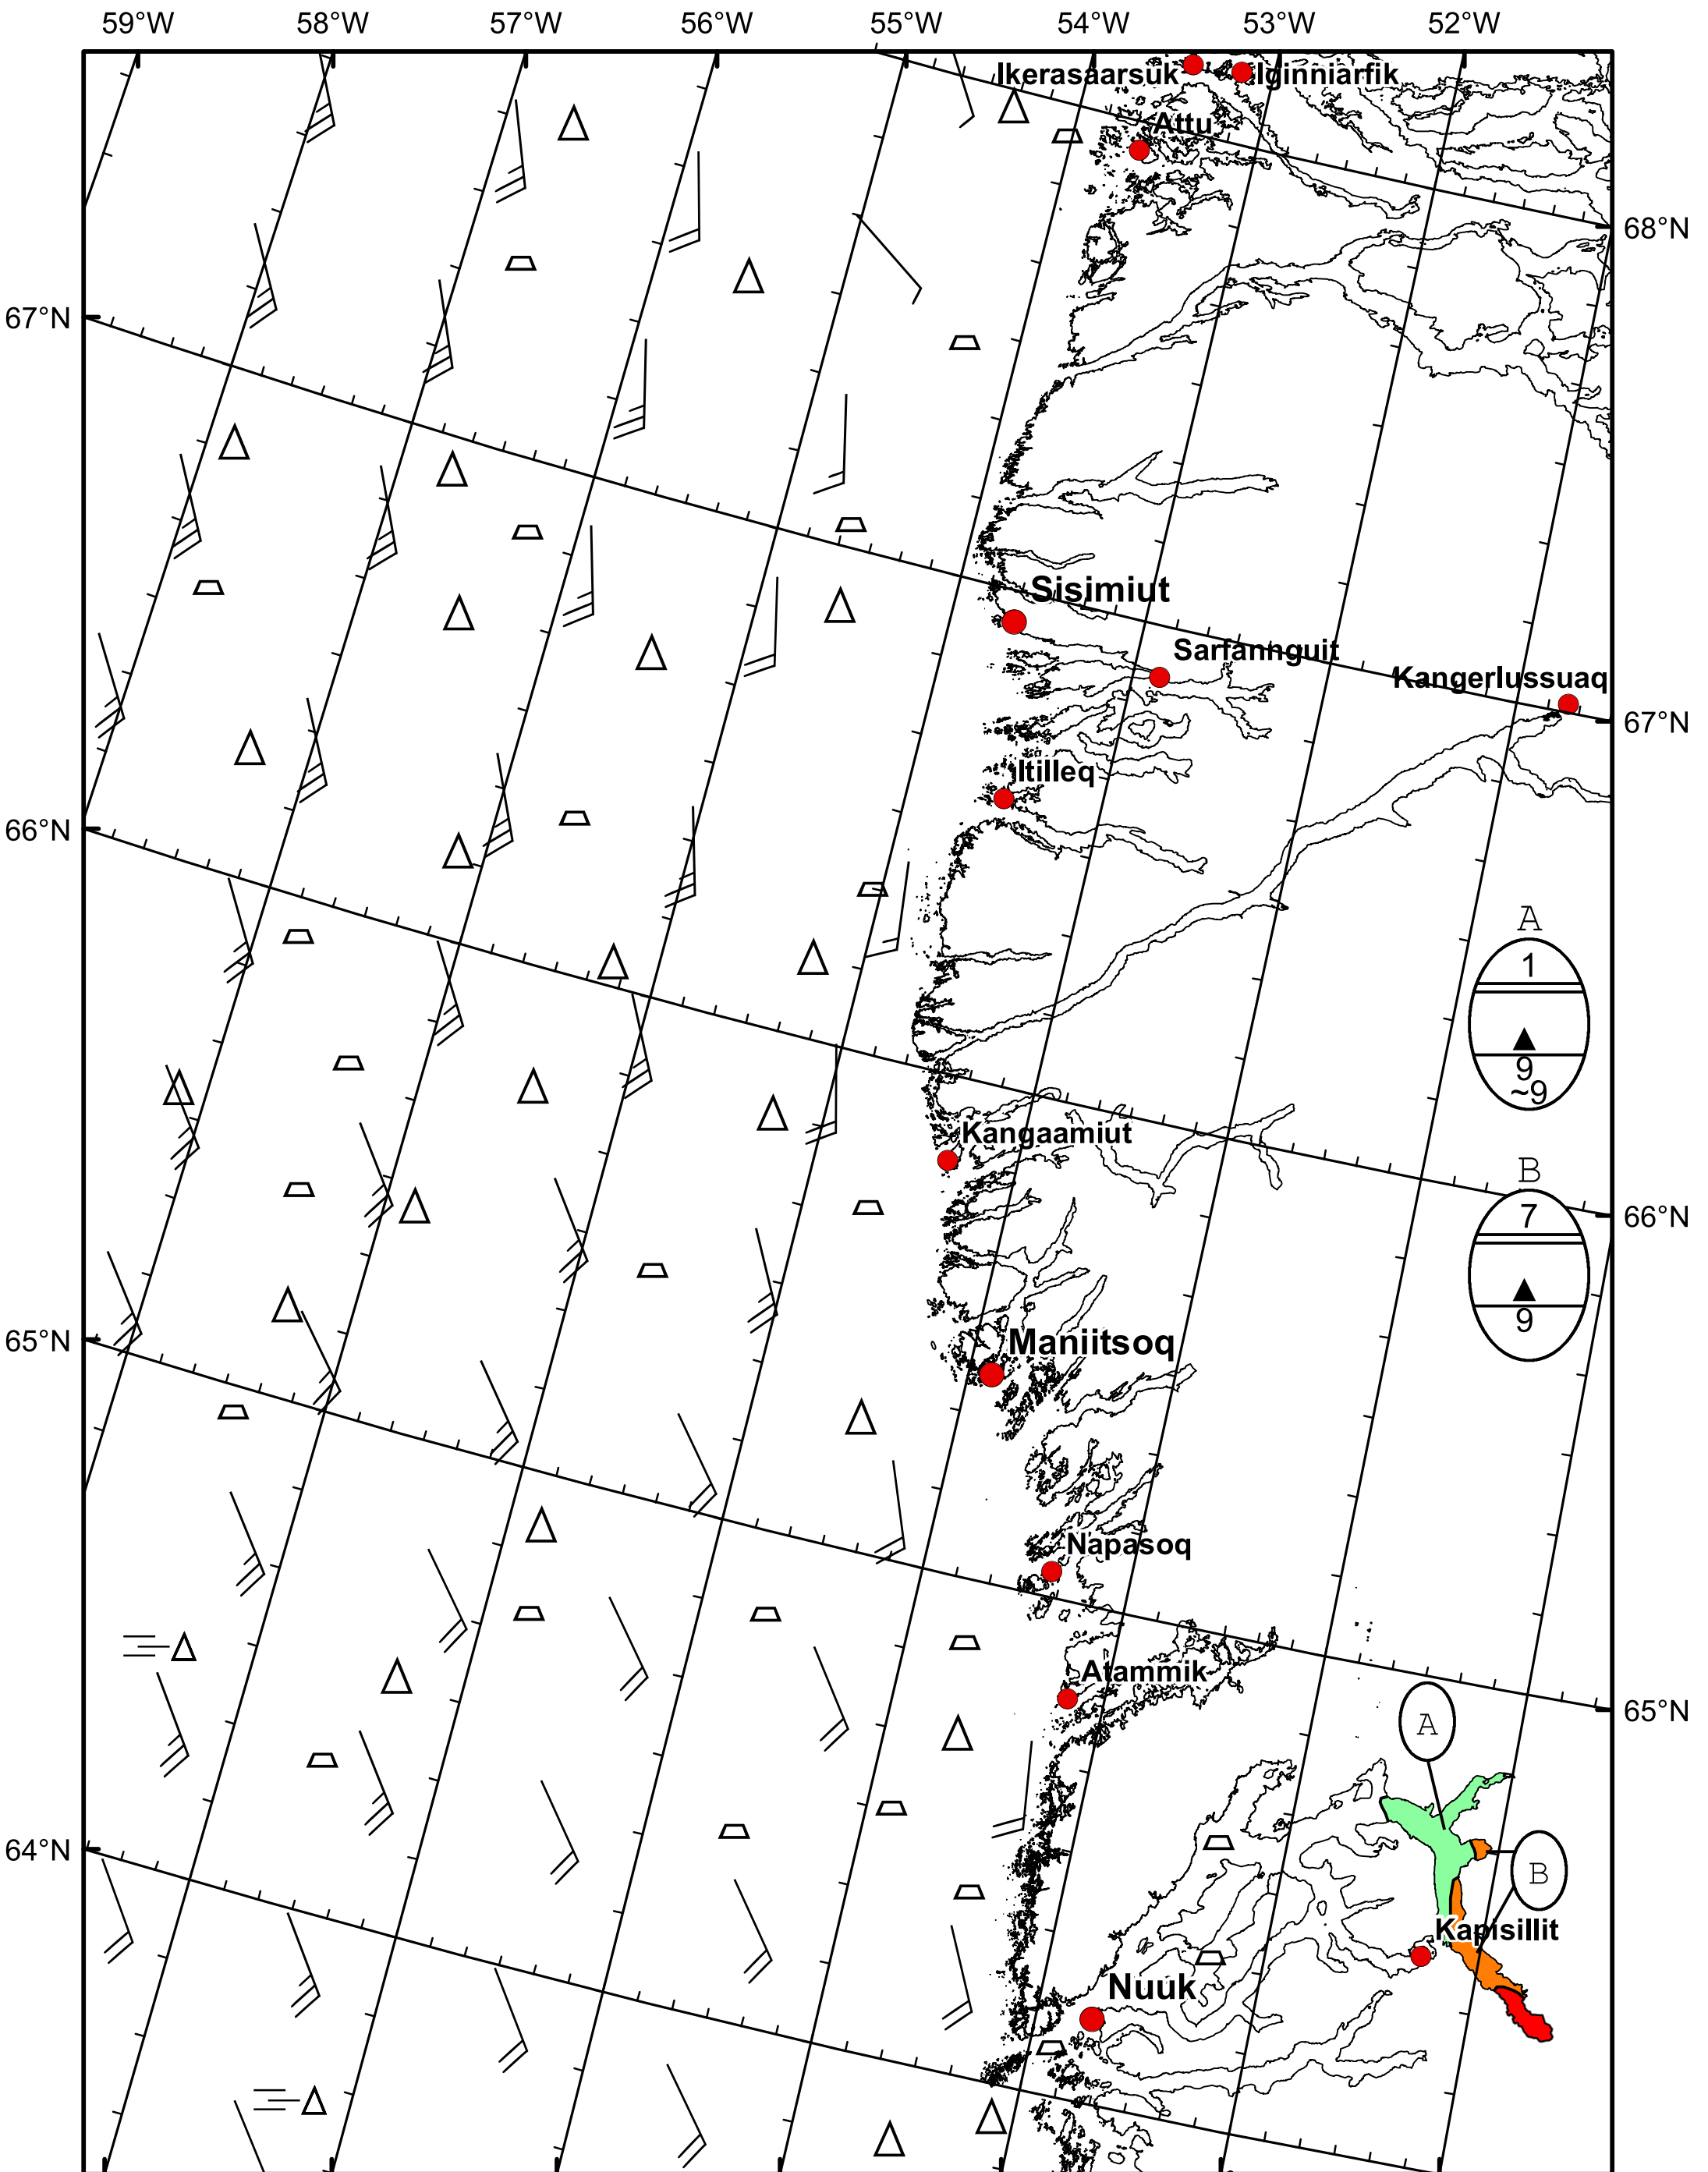 59°W 58°W 57°W 56°W 55°W 54°W 53°W 52°W
Ikerasaarsuk Iginniarfik
Attu
68°N
67°N
Sisimiut
Sarfannguit
Kangerlussuaq
67°N
Itilleq
66°N
A
1
9
~9
Kangaamiut
B
7
9
66°N
65°N
Maniitsoq
Napasoq
Atammik
65°N
A
64°N
B
Kapisillit
Nuuk